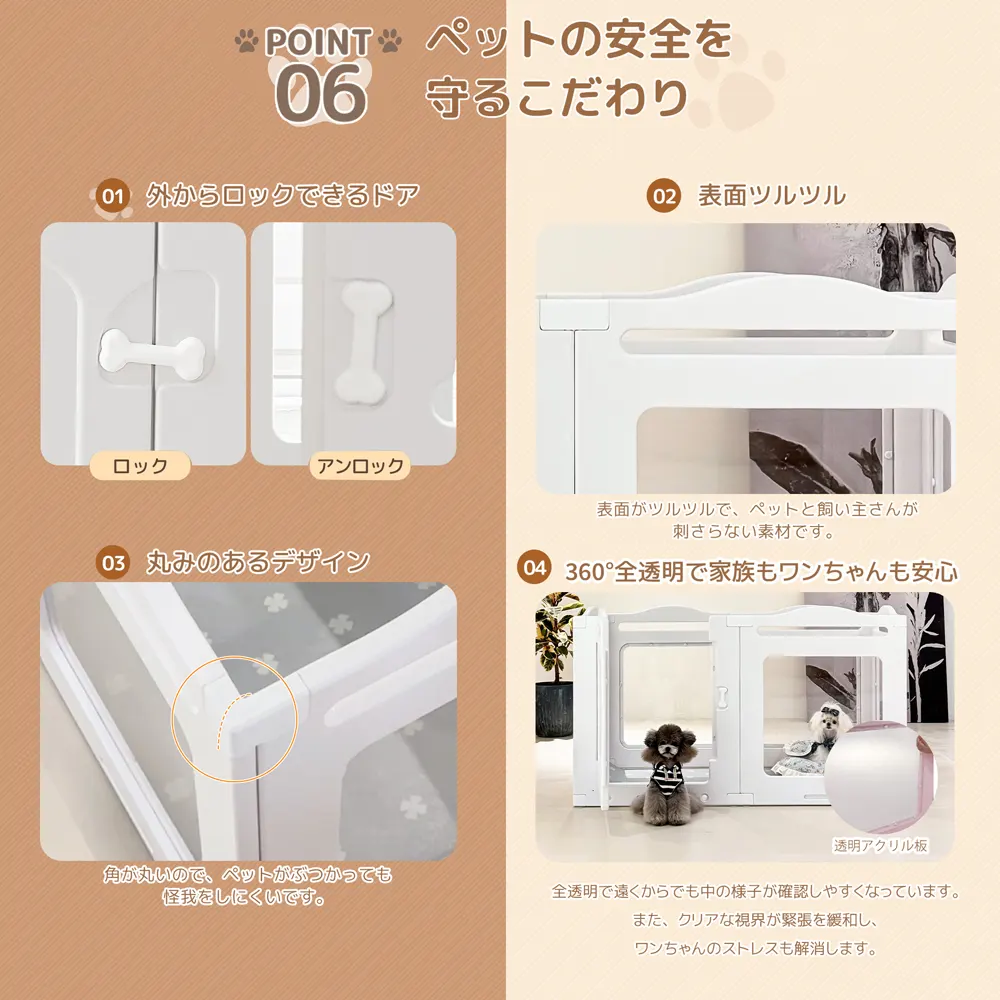 POINT
06
ペットの安全を
守るこだわり
01 外からロックできるドア
ロック
アンロック
02 表面ツルツル
表面がツルツルで、ペットと飼い主さんが
刺さらない素材です。
03 丸みのあるデザイン
角が丸いので、ペットがぶつかっても
怪我をしにくいです。
04 360°全透明で家族もワンちゃんも安心
透明アクリル板
全透明で遠くからでも中の様子が確認しやすくなっています。
また、クリアな視界が緊張を緩和し、
ワンちゃんのストレスも解消します。